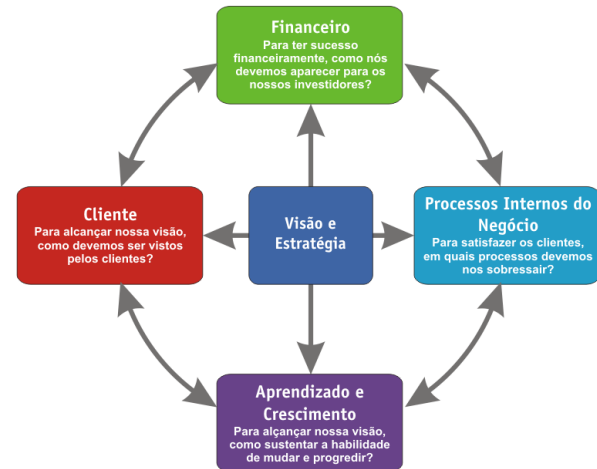 Financeiro
Para ter sucesso
financeiramente, como nós
devemos aparecer para os
nossos investidores?
Cliente
Para alcançar nossa visão,
como devemos ser vistos
pelos clientes?
Visão e
Estratégia
Processos Internos do
Negócio
Para satisfazer os clientes,
em quais processos devemos
nos sobressair?
Aprendizado e
Crescimento
Para alçançar nossa visão,
como sustentar a habilidade
de mudar e progredir?